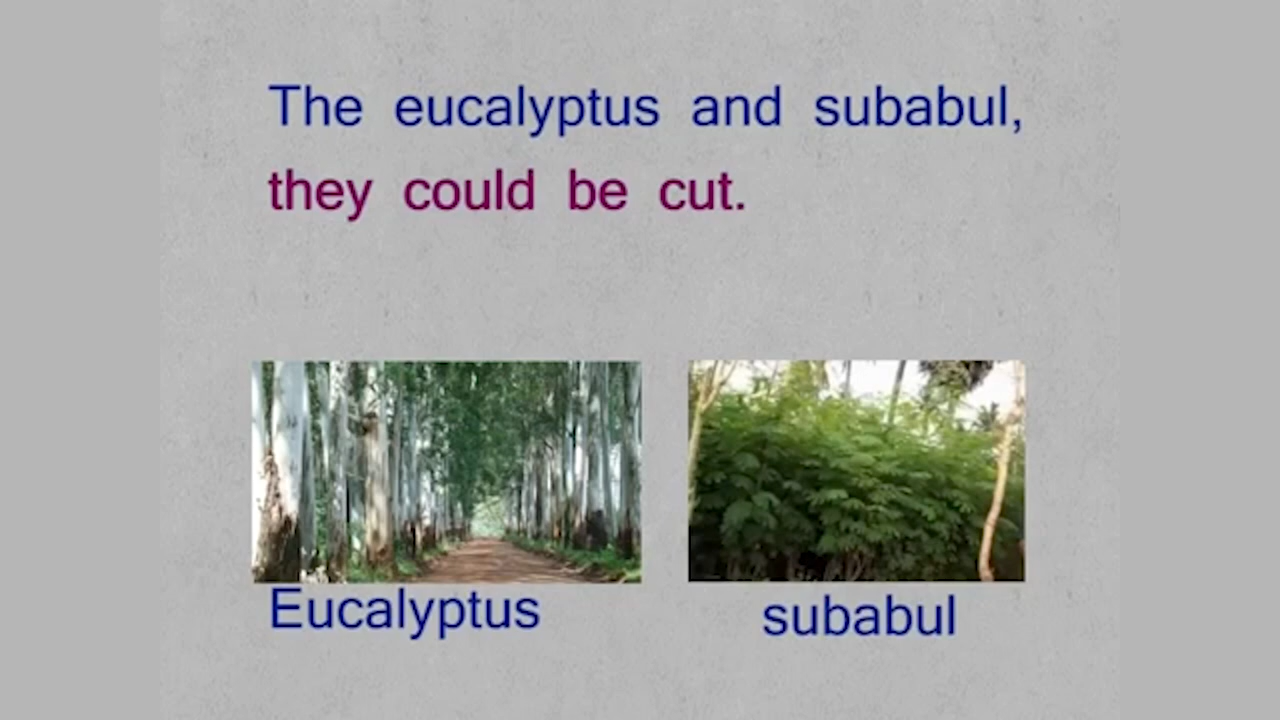 The eucalyptus and subabul,
they could be cut.
Eucalyptus
subabul